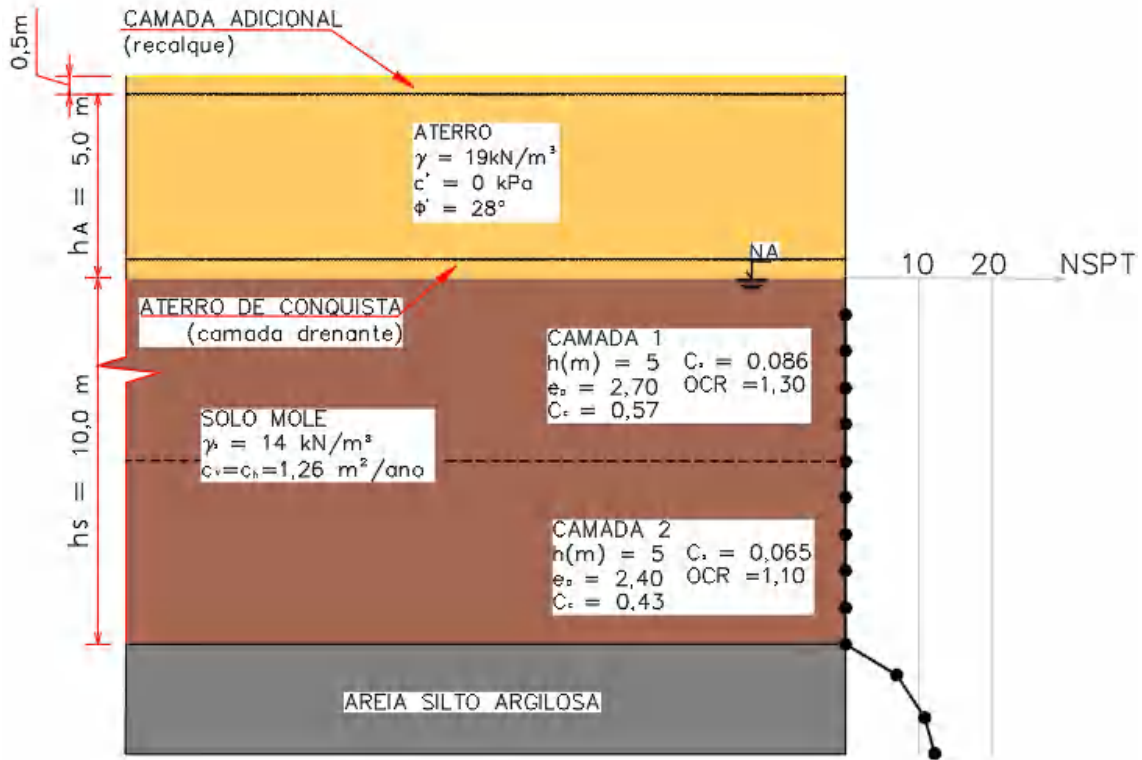 0,5m
CAMADA ADICIONAL
(recalque)
hA = 5,0 m
ATERRO
γ = 19kN/m³
c' = 0 kPa
ϕ' = 28°
NA
10 20 NSPT
ATERRO DE CONQUISTA
(camada drenante)
CAMADA 1
h(m) = 5 Cₛ = 0,086
e₀ = 2,70 OCR =1,30
C꜀ = 0,57
hs = 10,0 m
SOLO MOLE
γₛ = 14 kN/m³
cᵥ=cₕ=1,26 m²/ano
CAMADA 2
h(m) = 5 Cₛ = 0,065
e₀ = 2,40 OCR =1,10
C꜀ = 0,43
AREIA SILTO ARGILOSA